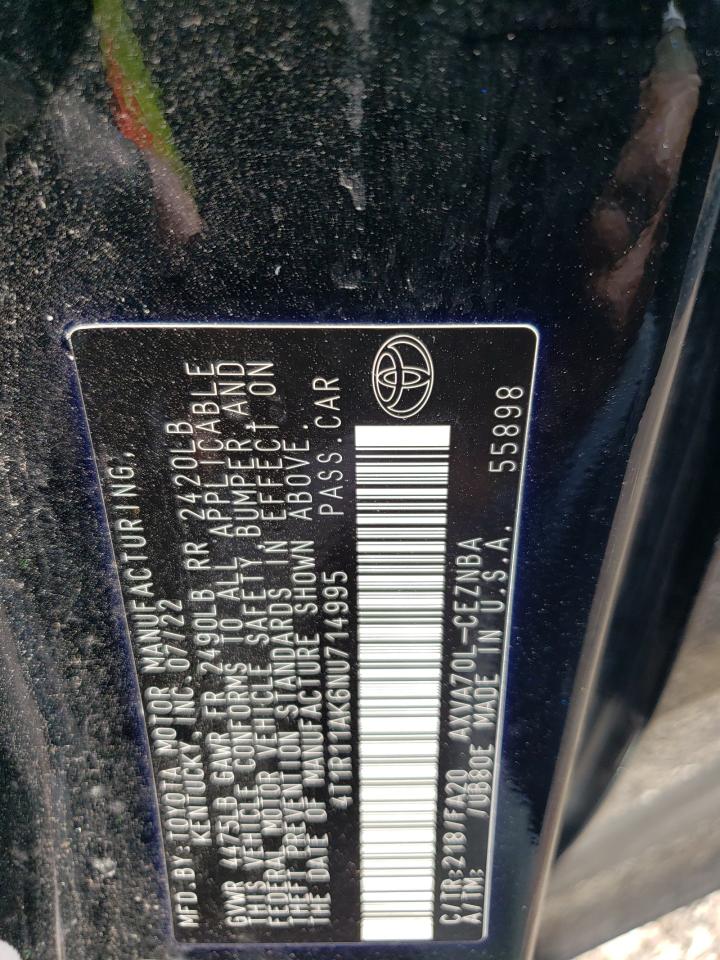 MFD.BY:TOYOTA MOTOR MANUFACTURING,
KENTUCKY, INC. 07/22
GVWR 4475LB GAWR FR 2490LB RR 2420LB
THIS VEHICLE CONFORMS TO ALL APPLICABLE
FEDERAL MOTOR VEHICLE SAFETY, BUMPER, AND
THEFT PREVENTION STANDARDS IN EFFECT ON
THE DATE OF MANUFACTURE SHOWN ABOVE.
4T1R11AK6NU714995 PASS.CAR
C/TR:218/FA20 AXVA70L-CEZNBA
A/TM: /UB80E MADE IN U.S.A. 55898